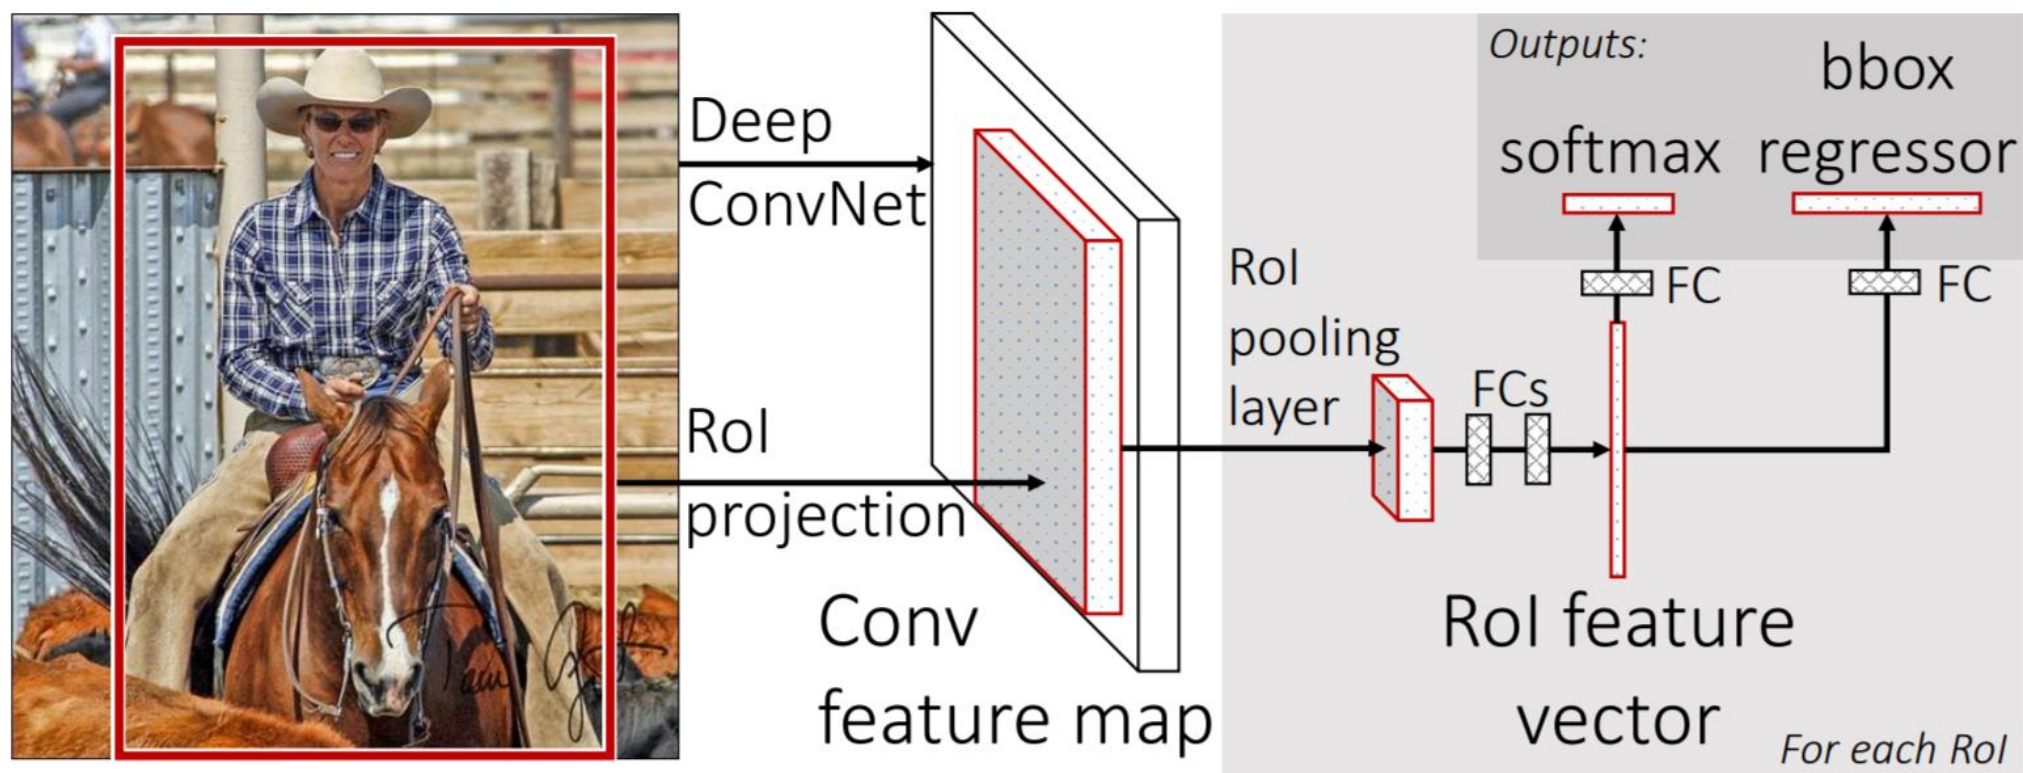 Deep
ConvNet
RoI
projection
Conv
feature map
RoI
pooling
layer
FCs
RoI feature
vector
For each RoI
Outputs:
softmax
bbox
regressor
FC
FC